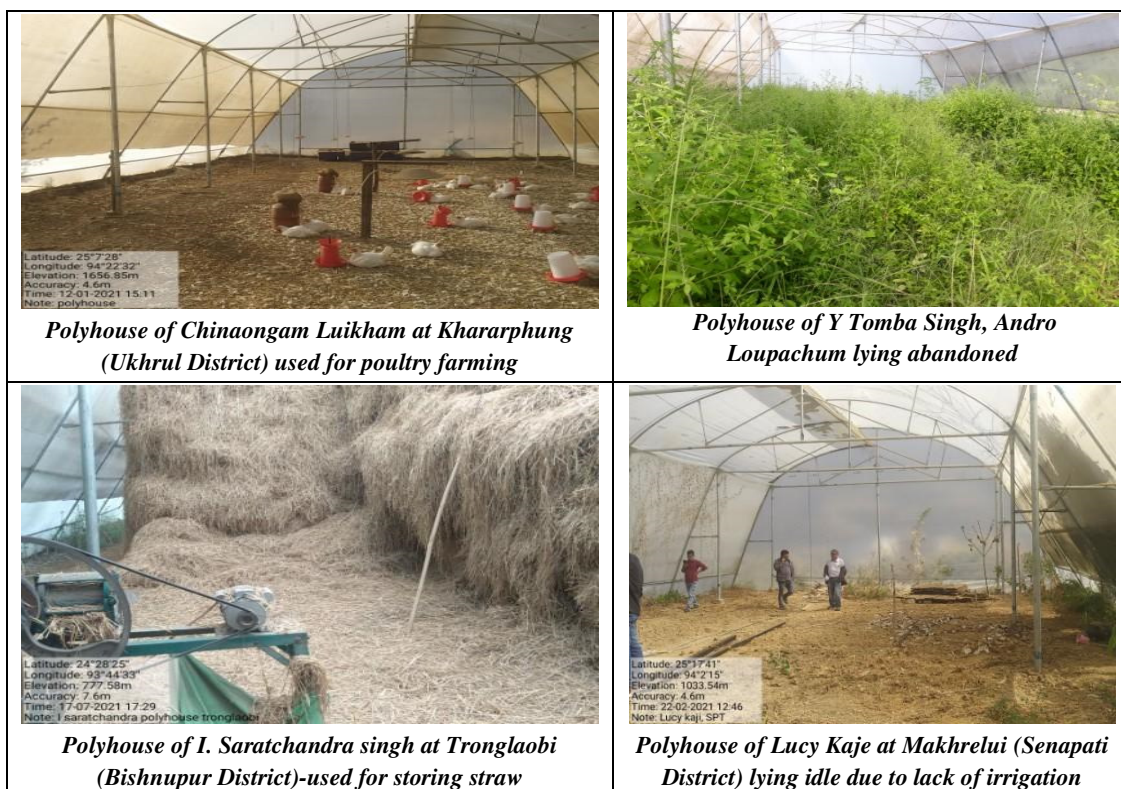 Latitude: 25°7'28"
Longitude: 94°22'32"
Elevation: 1656.85m
Accuracy: 4.6m
Time: 12-01-2021 15:11
Note: polyhouse
Polyhouse of Chinaongam Luikham at Khararphung
(Ukhrul District) used for poultry farming
Polyhouse of Y Tomba Singh, Andro
Loupachum lying abandoned
Latitude: 24°28'25"
Longitude: 93°44'33"
Elevation: 777.58m
Accuracy: 7.6m
Time: 17-07-2021 17:29
Note: I saratchandra polyhouse tronglaobi
Polyhouse of I. Saratchandra singh at Tronglaobi
(Bishnupur District)-used for storing straw
Latitude: 25°17'41"
Longitude: 94°2'15"
Elevation: 1033.54m
Accuracy: 4.6m
Time: 22-02-2021 12:46
Note: Lucy kaji, SPT
Polyhouse of Lucy Kaje at Makhrelui (Senapati
District) lying idle due to lack of irrigation